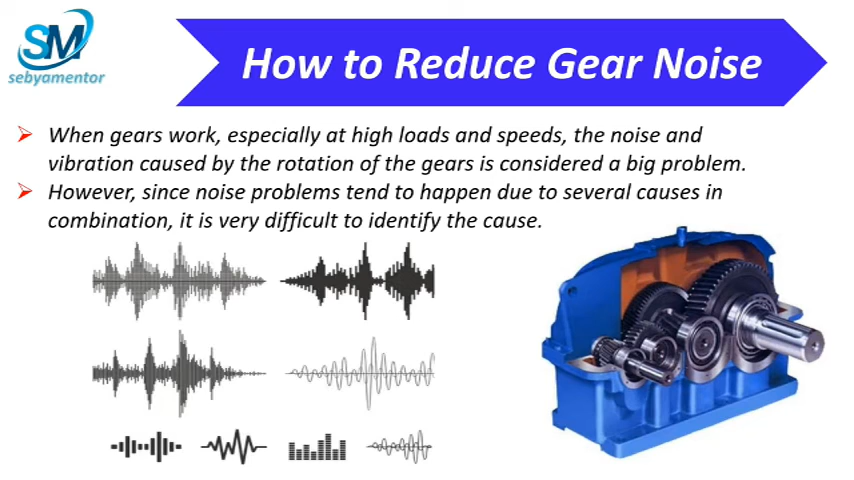 SM
sebyamentor
How to Reduce Gear Noise
When gears work, especially at high loads and speeds, the noise and
vibration caused by the rotation of the gears is considered a big problem.
However, since noise problems tend to happen due to several causes in
combination, it is very difficult to identify the cause.